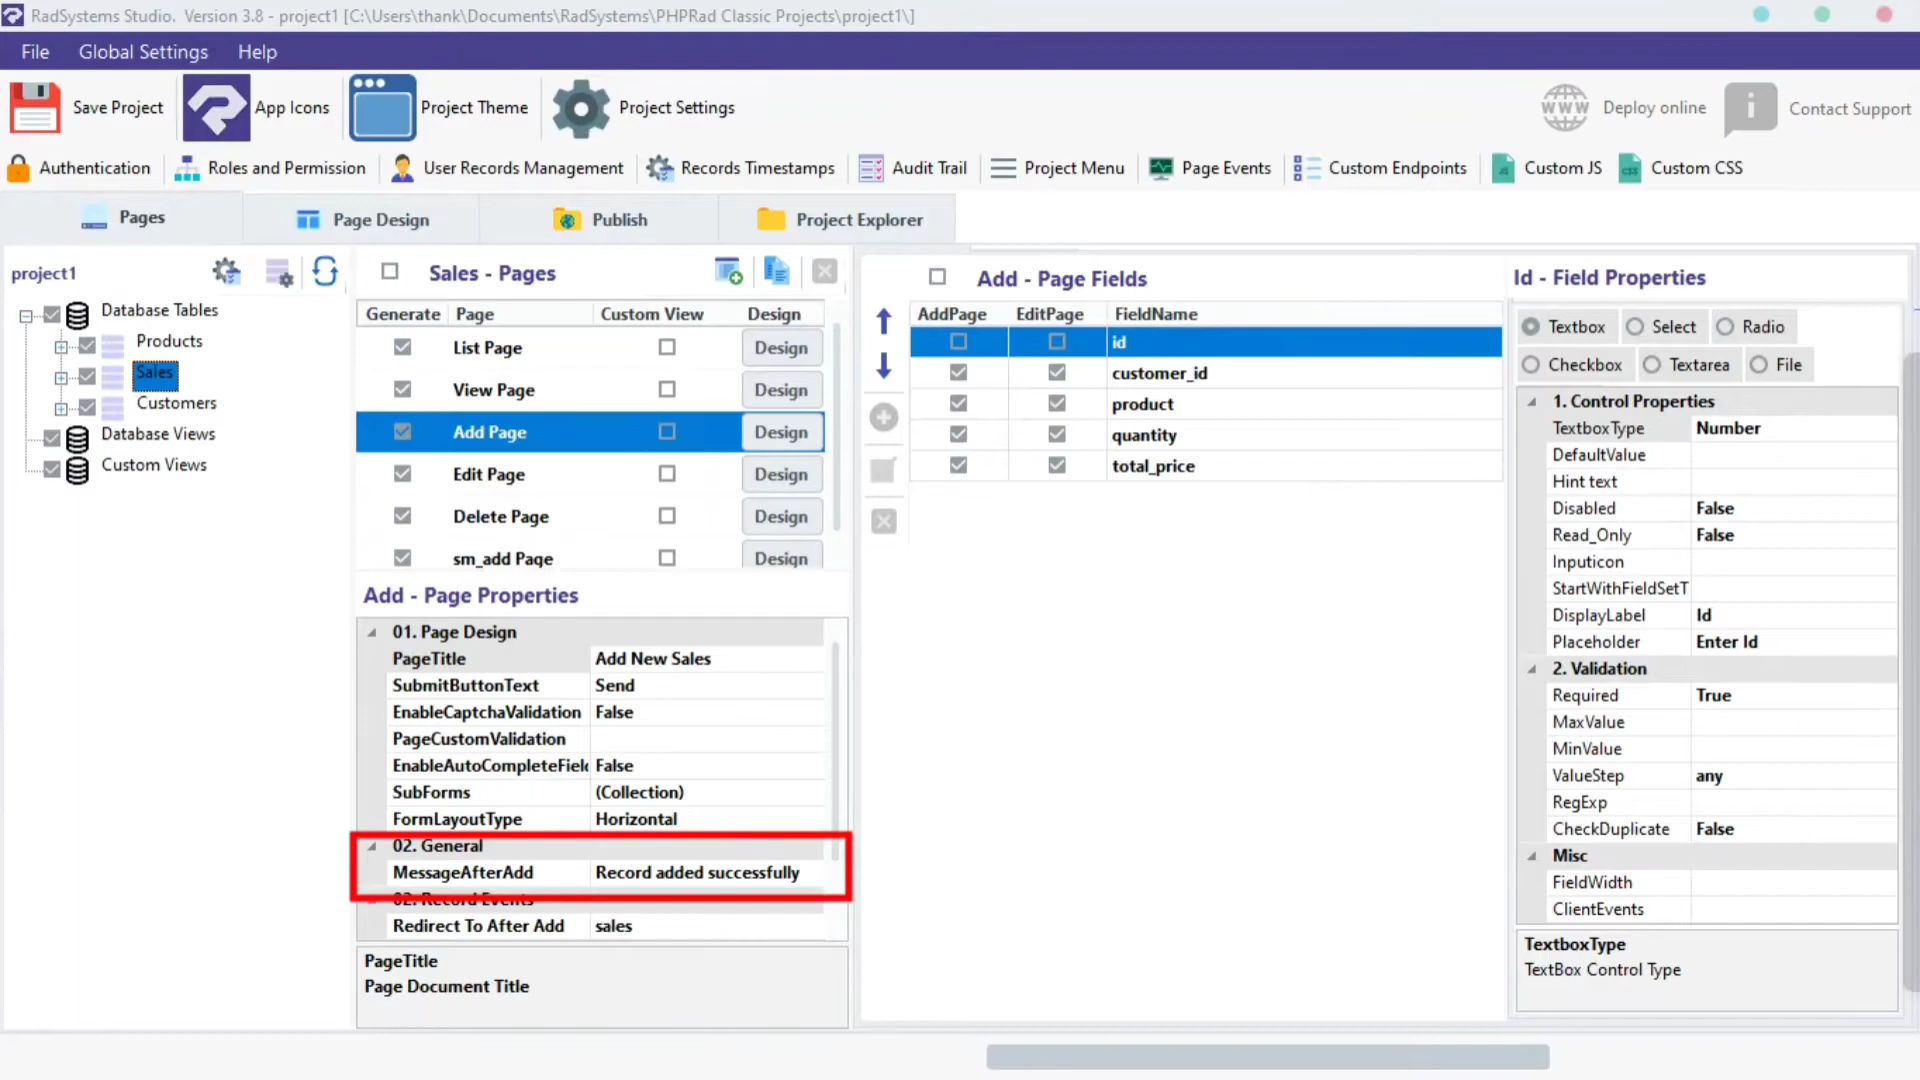 RadSystems Studio. Version 3.8 - project1 [C:\Users\thank\Documents\RadSystems\PHPRad Classic Projects\project1\]
File Global Settings Help
Save Project App Icons Project Theme Project Settings
WWW Deploy online i Contact Support
Authentication Roles and Permission User Records Management Records Timestamps Audit Trail Project Menu Page Events Custom Endpoints Custom JS Custom CSS
Pages Page Design Publish Project Explorer
project1
Database Tables
Products
Sales
Customers
Database Views
Custom Views
Sales - Pages
Generate Page Custom View Design
List Page Design
View Page Design
Add Page Design
Edit Page Design
Delete Page Design
sm_add Page Design
Add - Page Properties
01. Page Design
PageTitle Add New Sales
SubmitButtonText Send
EnableCaptchaValidation False
PageCustomValidation
EnableAutoCompleteField False
SubForms (Collection)
FormLayoutType Horizontal
02. General
MessageAfterAdd Record added successfully
02. Record Events
Redirect To After Add sales
PageTitle
Page Document Title
Add - Page Fields
AddPage EditPage FieldName
id
customer_id
product
quantity
total_price
Id - Field Properties
Textbox Select Radio
Checkbox Textarea File
1. Control Properties
TextboxType Number
DefaultValue
Hint text
Disabled False
Read_Only False
Inputicon
StartWithFieldSetT
DisplayLabel Id
Placeholder Enter Id
2. Validation
Required True
MaxValue
MinValue
ValueStep any
RegExp
CheckDuplicate False
Misc
FieldWidth
ClientEvents
TextboxType
TextBox Control Type